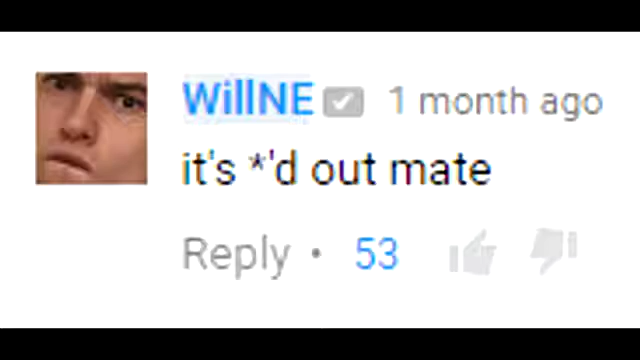 WillNE 1 month ago
it's *'d out mate
Reply • 53